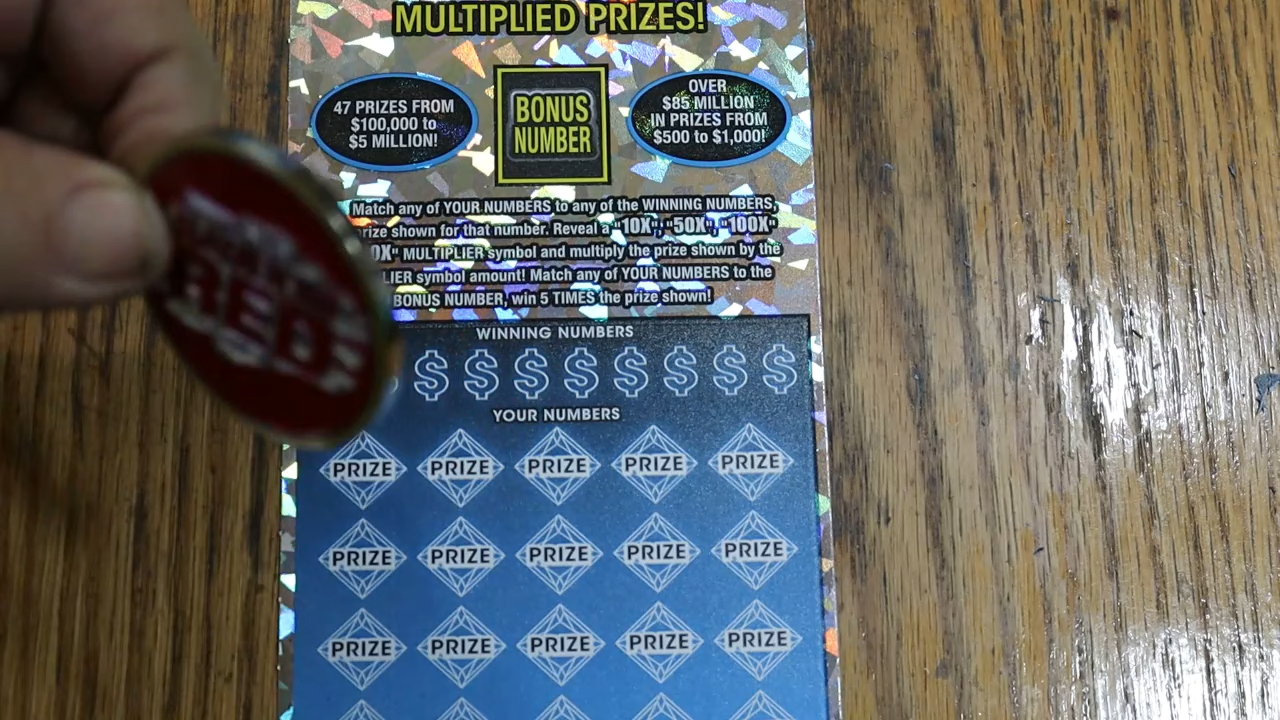 MULTIPLIED PRIZES!
47 PRIZES FROM
$100,000 to
$5 MILLION!
BONUS
NUMBER
OVER
$85 MILLION
IN PRIZES FROM
$500 to $1,000!
Match any of YOUR NUMBERS to any of the WINNING NUMBERS,
rize shown for that number. Reveal a "10X", "50X", "100X"
0X" MULTIPLIER symbol and multiply the prize shown by the
LIER symbol amount! Match any of YOUR NUMBERS to the
BONUS NUMBER, win 5 TIMES the prize shown!
WINNING NUMBERS
$ $ $ $ $ $ $ $
YOUR NUMBERS
PRIZE PRIZE PRIZE PRIZE PRIZE
PRIZE PRIZE PRIZE PRIZE PRIZE
PRIZE PRIZE PRIZE PRIZE PRIZE
RED